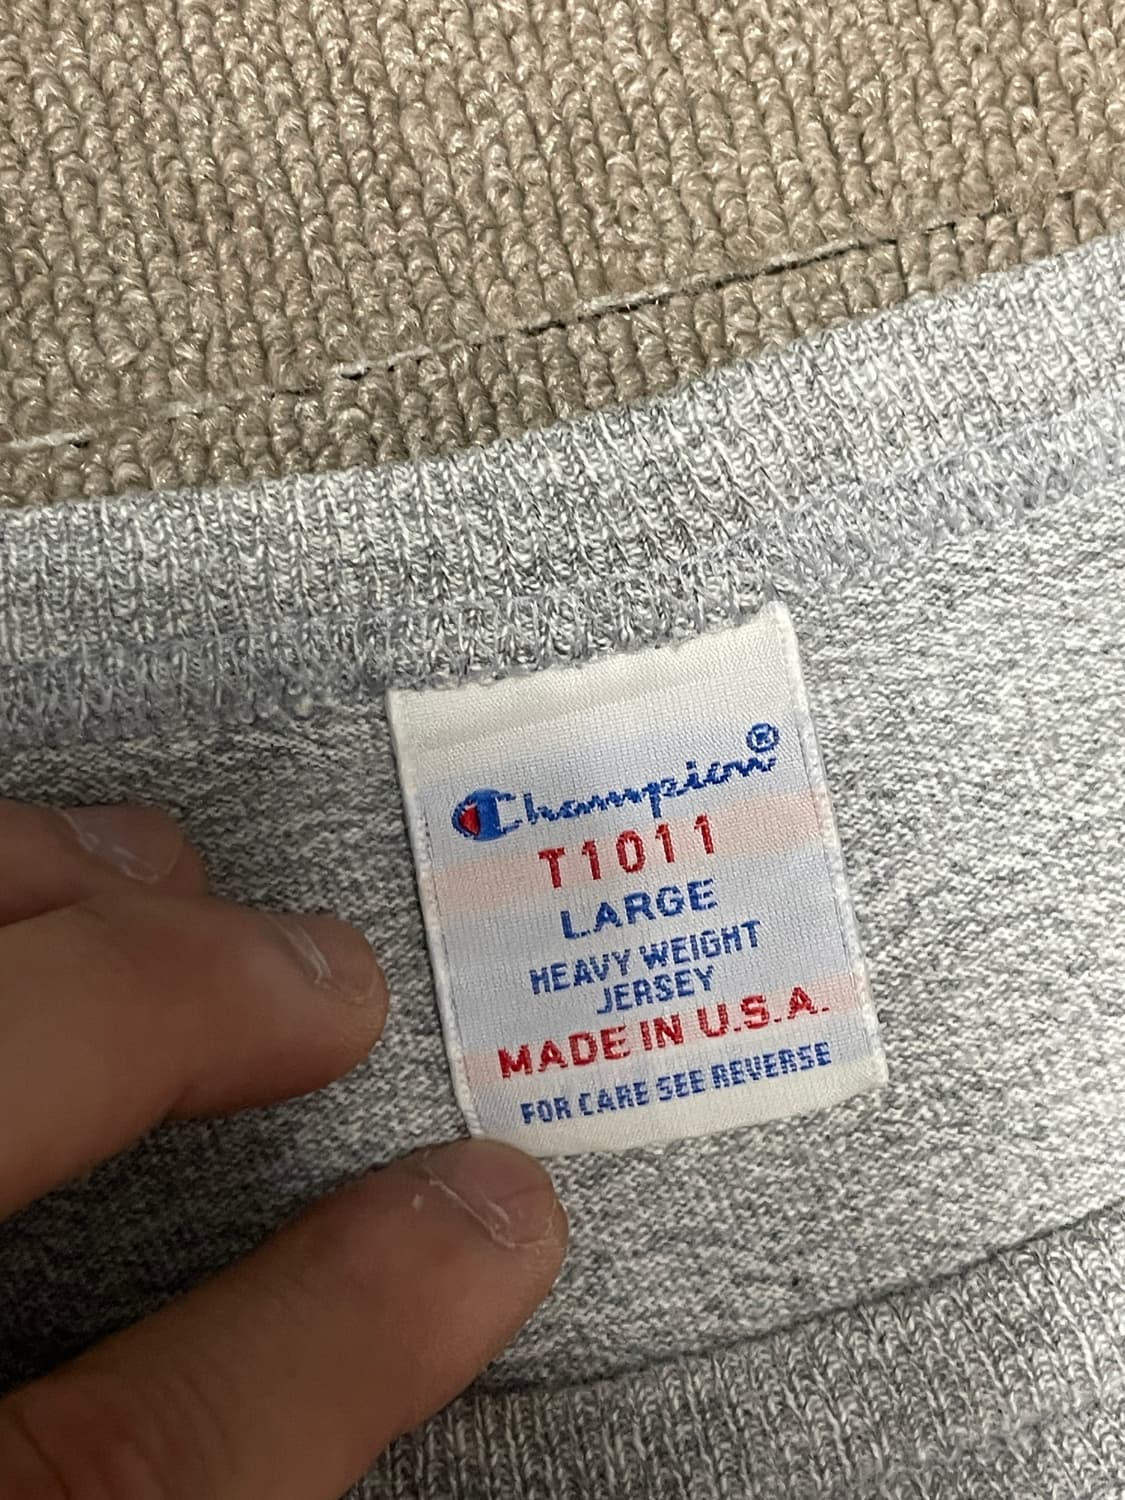 Champion®
T1011
LARGE
HEAVY WEIGHT
JERSEY
MADE IN U.S.A.
FOR CARE SEE REVERSE